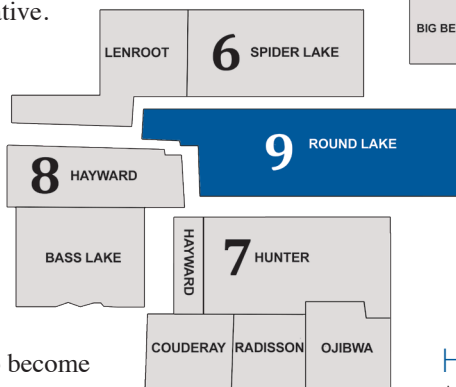 BIG BE
LENROOT 6 SPIDER LAKE
9 ROUND LAKE
8 HAYWARD
BASS LAKE
HAYWARD
7 HUNTER
COUDERAY RADISSON OJIBWA
become